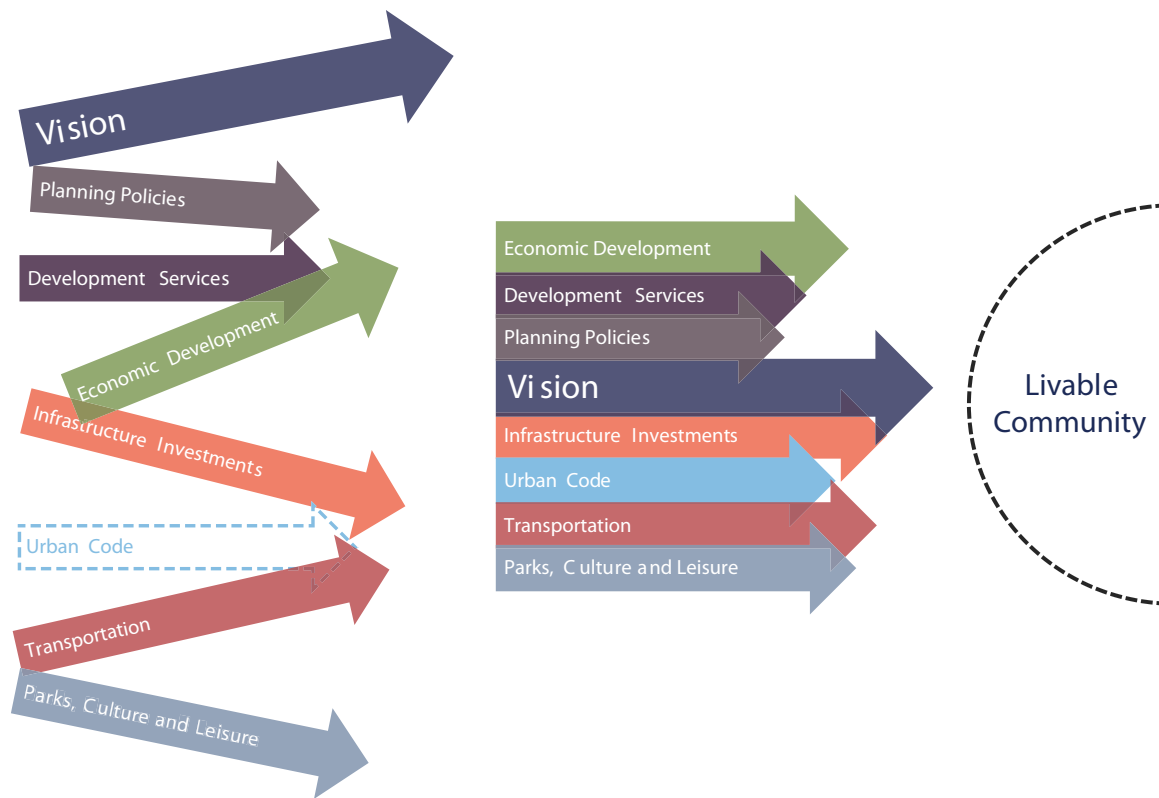 Vision
Planning Policies
Development Services
Economic Development
Infrastructure Investments
Urban Code
Transportation
Parks, Culture and Leisure
Economic Development
Development Services
Planning Policies
Vision
Infrastructure Investments
Urban Code
Transportation
Parks, Culture and Leisure
Livable
Community